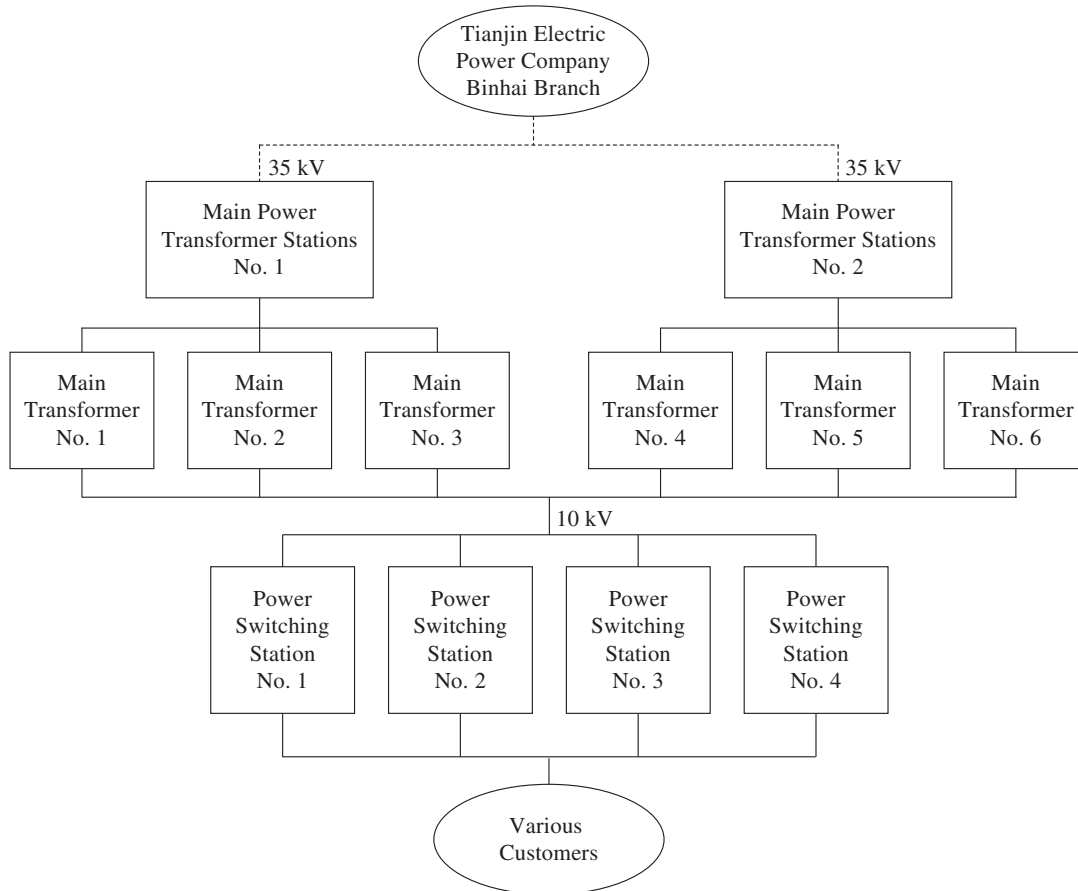 Tianjin Electric
Power Company
Binhai Branch
35 kV
35 kV
Main Power
Transformer Stations
No. 1
Main Power
Transformer Stations
No. 2
Main
Transformer
No. 1
Main
Transformer
No. 2
Main
Transformer
No. 3
Main
Transformer
No. 4
Main
Transformer
No. 5
Main
Transformer
No. 6
10 kV
Power
Switching
Station
No. 1
Power
Switching
Station
No. 2
Power
Switching
Station
No. 3
Power
Switching
Station
No. 4
Various
Customers